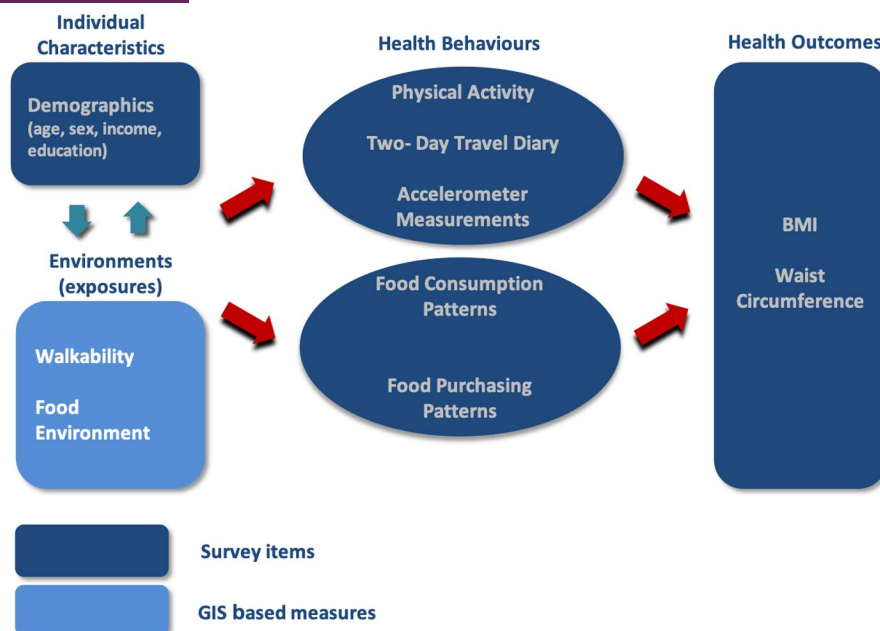 Individual
Characteristics
Demographics
(age, sex, income,
education)
Environments
(exposures)
Walkability
Food
Environment
Health Behaviours
Physical Activity
Two- Day Travel Diary
Accelerometer
Measurements
Food Consumption
Patterns
Food Purchasing
Patterns
Health Outcomes
BMI
Waist
Circumference
Survey items
GIS based measures